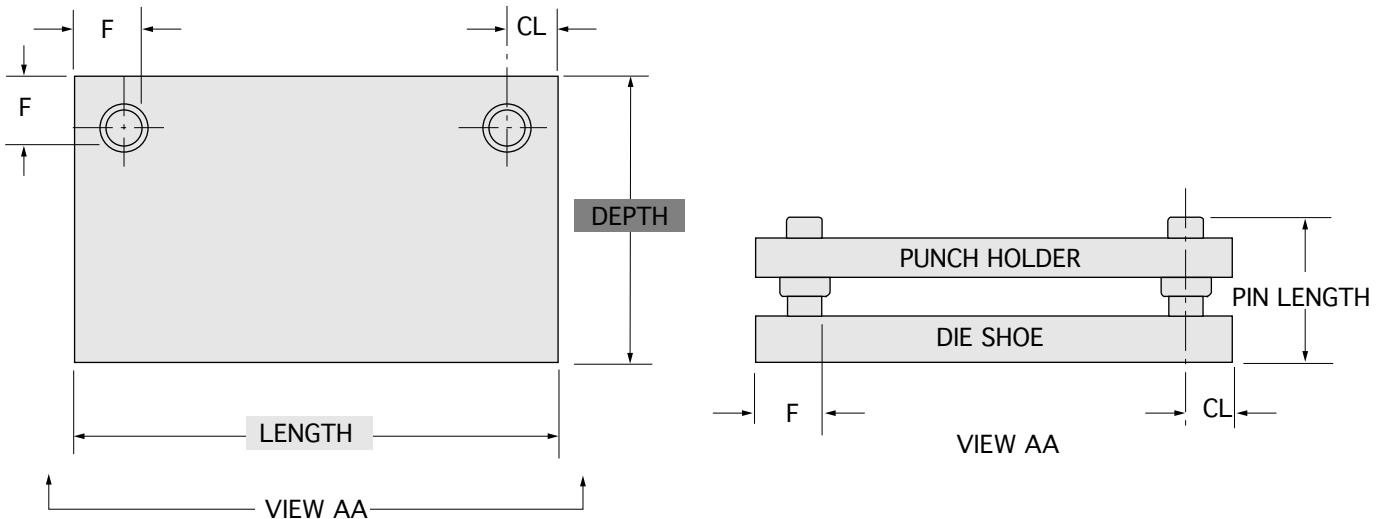 F
CL
F
DEPTH
LENGTH
VIEW AA
PUNCH HOLDER
PIN LENGTH
DIE SHOE
F
CL
VIEW AA